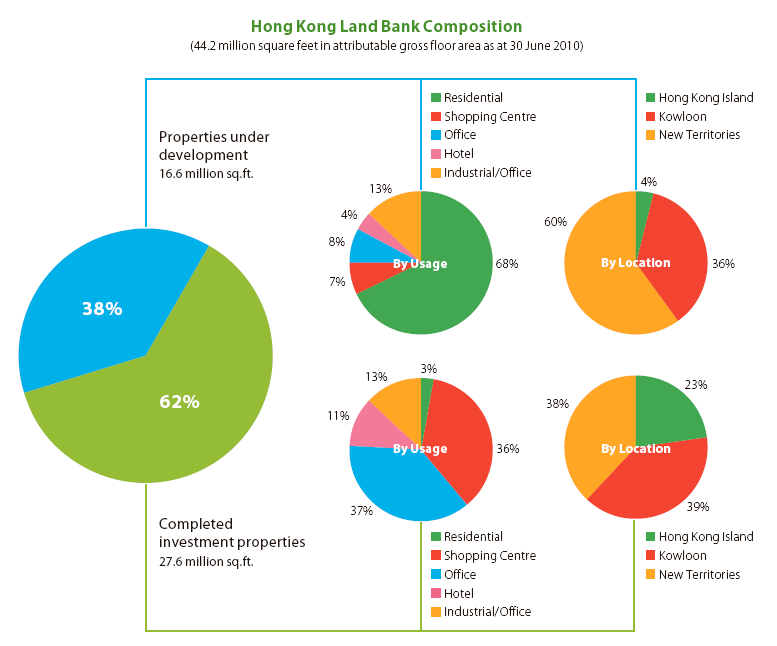 Hong Kong Land Bank Composition
(44.2 million square feet in attributable gross floor area as at 30 June 2010)
Properties under
development
16.6 million sq.ft.
38%
62%
Completed
investment properties
27.6 million sq.ft.
Residential
Shopping Centre
Office
Hotel
Industrial/Office
13%
4%
8%
7%
68%
By Usage
Hong Kong Island
Kowloon
New Territories
4%
60%
36%
By Location
3%
13%
11%
36%
37%
By Usage
Residential
Shopping Centre
Office
Hotel
Industrial/Office
23%
38%
39%
By Location
Hong Kong Island
Kowloon
New Territories